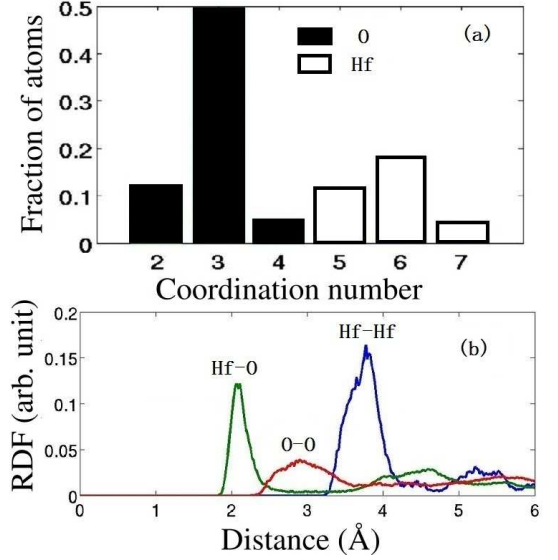 0.5
0.4
0.3
0.2
0.1
0
Fraction of atoms
O
Hf
(a)
2 3 4 5 6 7
Coordination number
0.2
0.15
0.1
0.05
0
RDF (arb. unit)
Hf-O
O-O
Hf-Hf
(b)
0 1 2 3 4 5 6
Distance (Å)